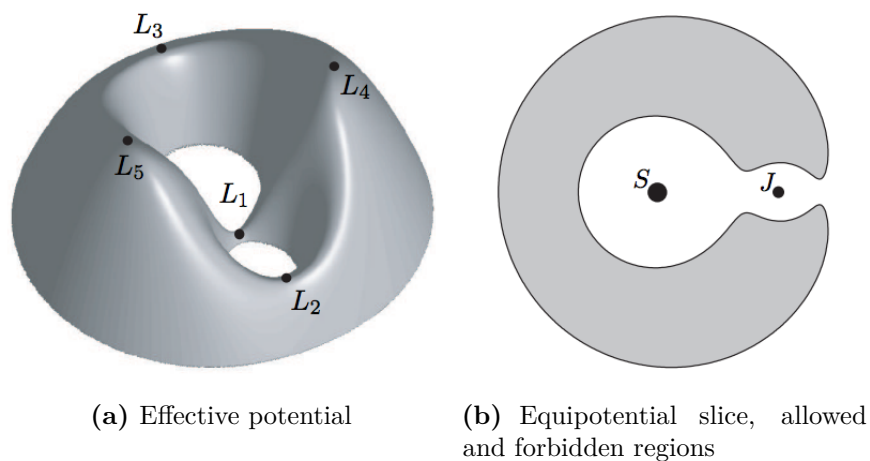 L₃
L₄
L₅
L₁
L₂
S
J
(a) Effective potential
(b) Equipotential slice, allowed
and forbidden regions